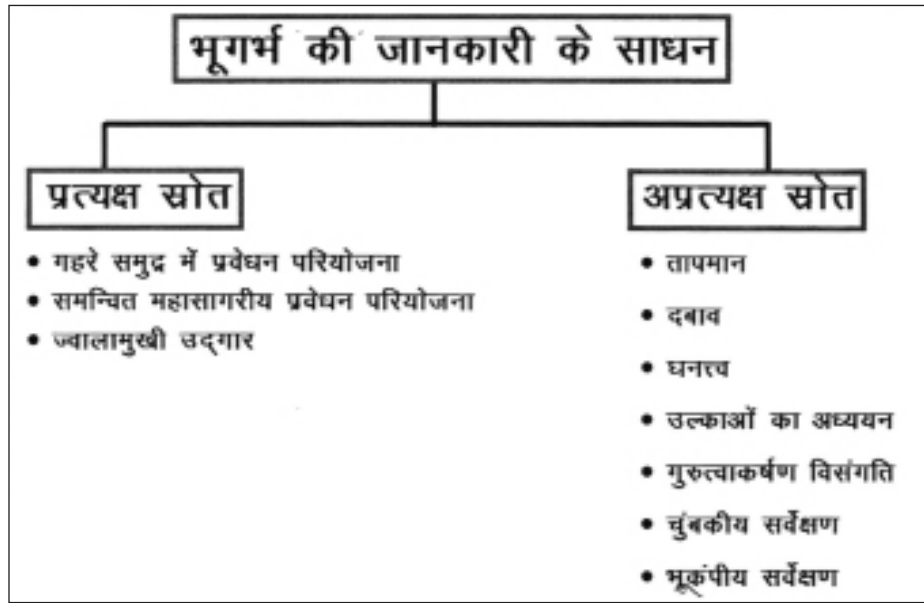 भूगर्भ की जानकारी के साधन
प्रत्यक्ष स्रोत
• गहरे समुद्र में प्रवेधन परियोजना
• समन्वित महासागरीय प्रवेधन परियोजना
• ज्वालामुखी उद्‌गार
अप्रत्यक्ष स्रोत
• तापमान
• दबाव
• घनत्त्व
• उल्काओं का अध्ययन
• गुरुत्वाकर्षण विसंगति
• चुंबकीय सर्वेक्षण
• भूकंपीय सर्वेक्षण